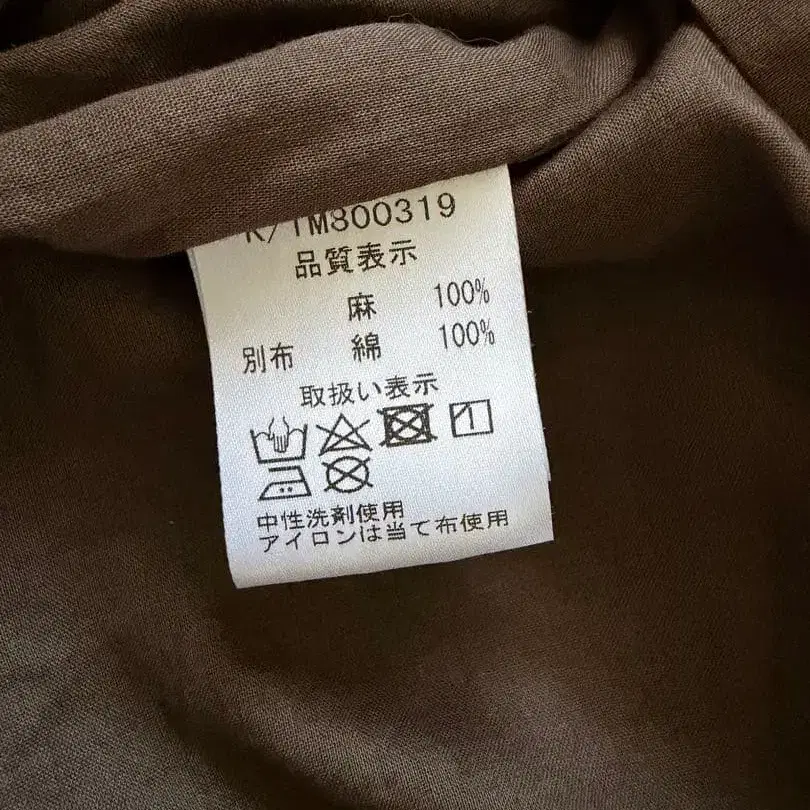 K/TM800319
品質表示
麻 100%
別布 綿 100%
取扱い表示
中性洗剤使用
アイロンは当て布使用